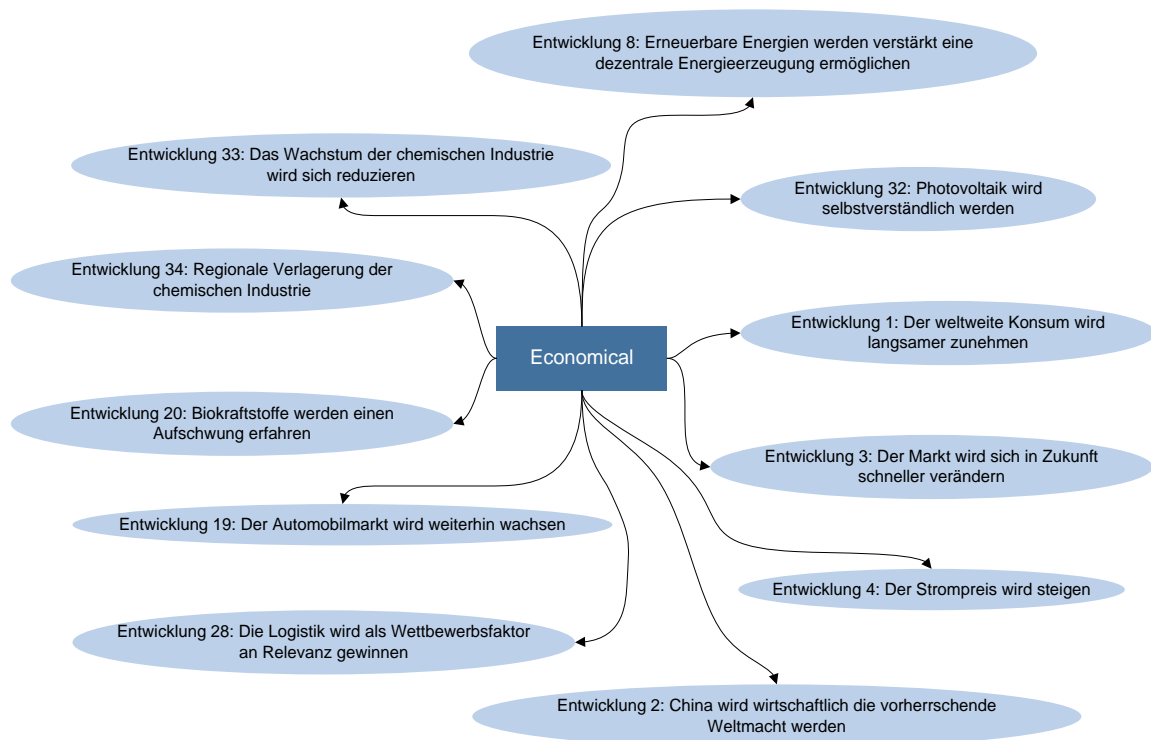 Entwicklung 8: Erneuerbare Energien werden verstärkt eine
dezentrale Energieerzeugung ermöglichen
Entwicklung 33: Das Wachstum der chemischen Industrie
wird sich reduzieren
Entwicklung 32: Photovoltaik wird
selbstverständlich werden
Entwicklung 34: Regionale Verlagerung der
chemischen Industrie
Entwicklung 1: Der weltweite Konsum wird
langsamer zunehmen
Economical
Entwicklung 20: Biokraftstoffe werden einen
Aufschwung erfahren
Entwicklung 3: Der Markt wird sich in Zukunft
schneller verändern
Entwicklung 19: Der Automobilmarkt wird weiterhin wachsen
Entwicklung 4: Der Strompreis wird steigen
Entwicklung 28: Die Logistik wird als Wettbewerbsfaktor
an Relevanz gewinnen
Entwicklung 2: China wird wirtschaftlich die vorherrschende
Weltmacht werden